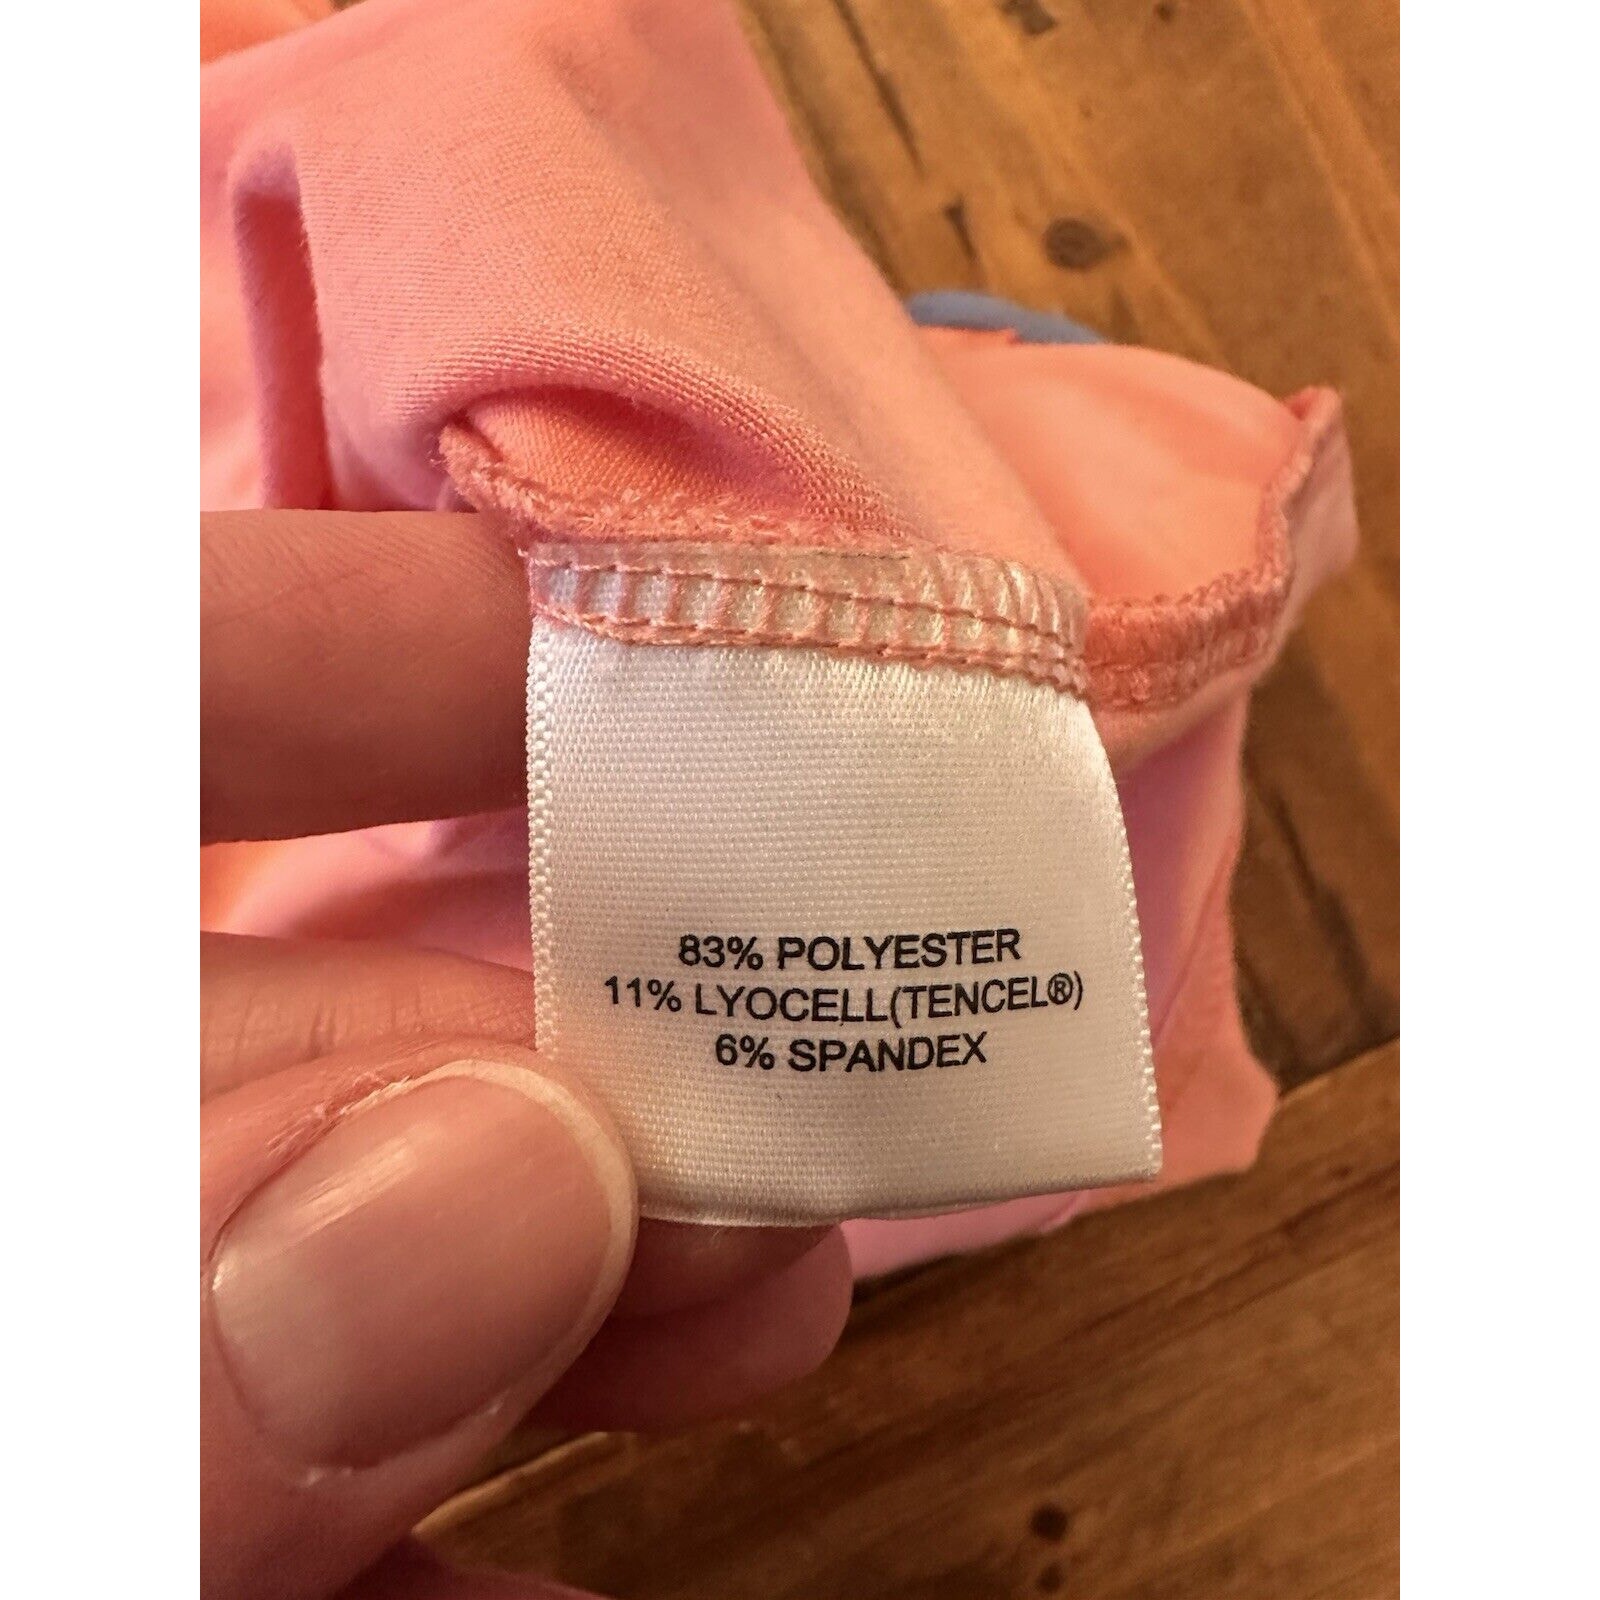 83% POLYESTER
11% LYOCELL(TENCEL®)
6% SPANDEX